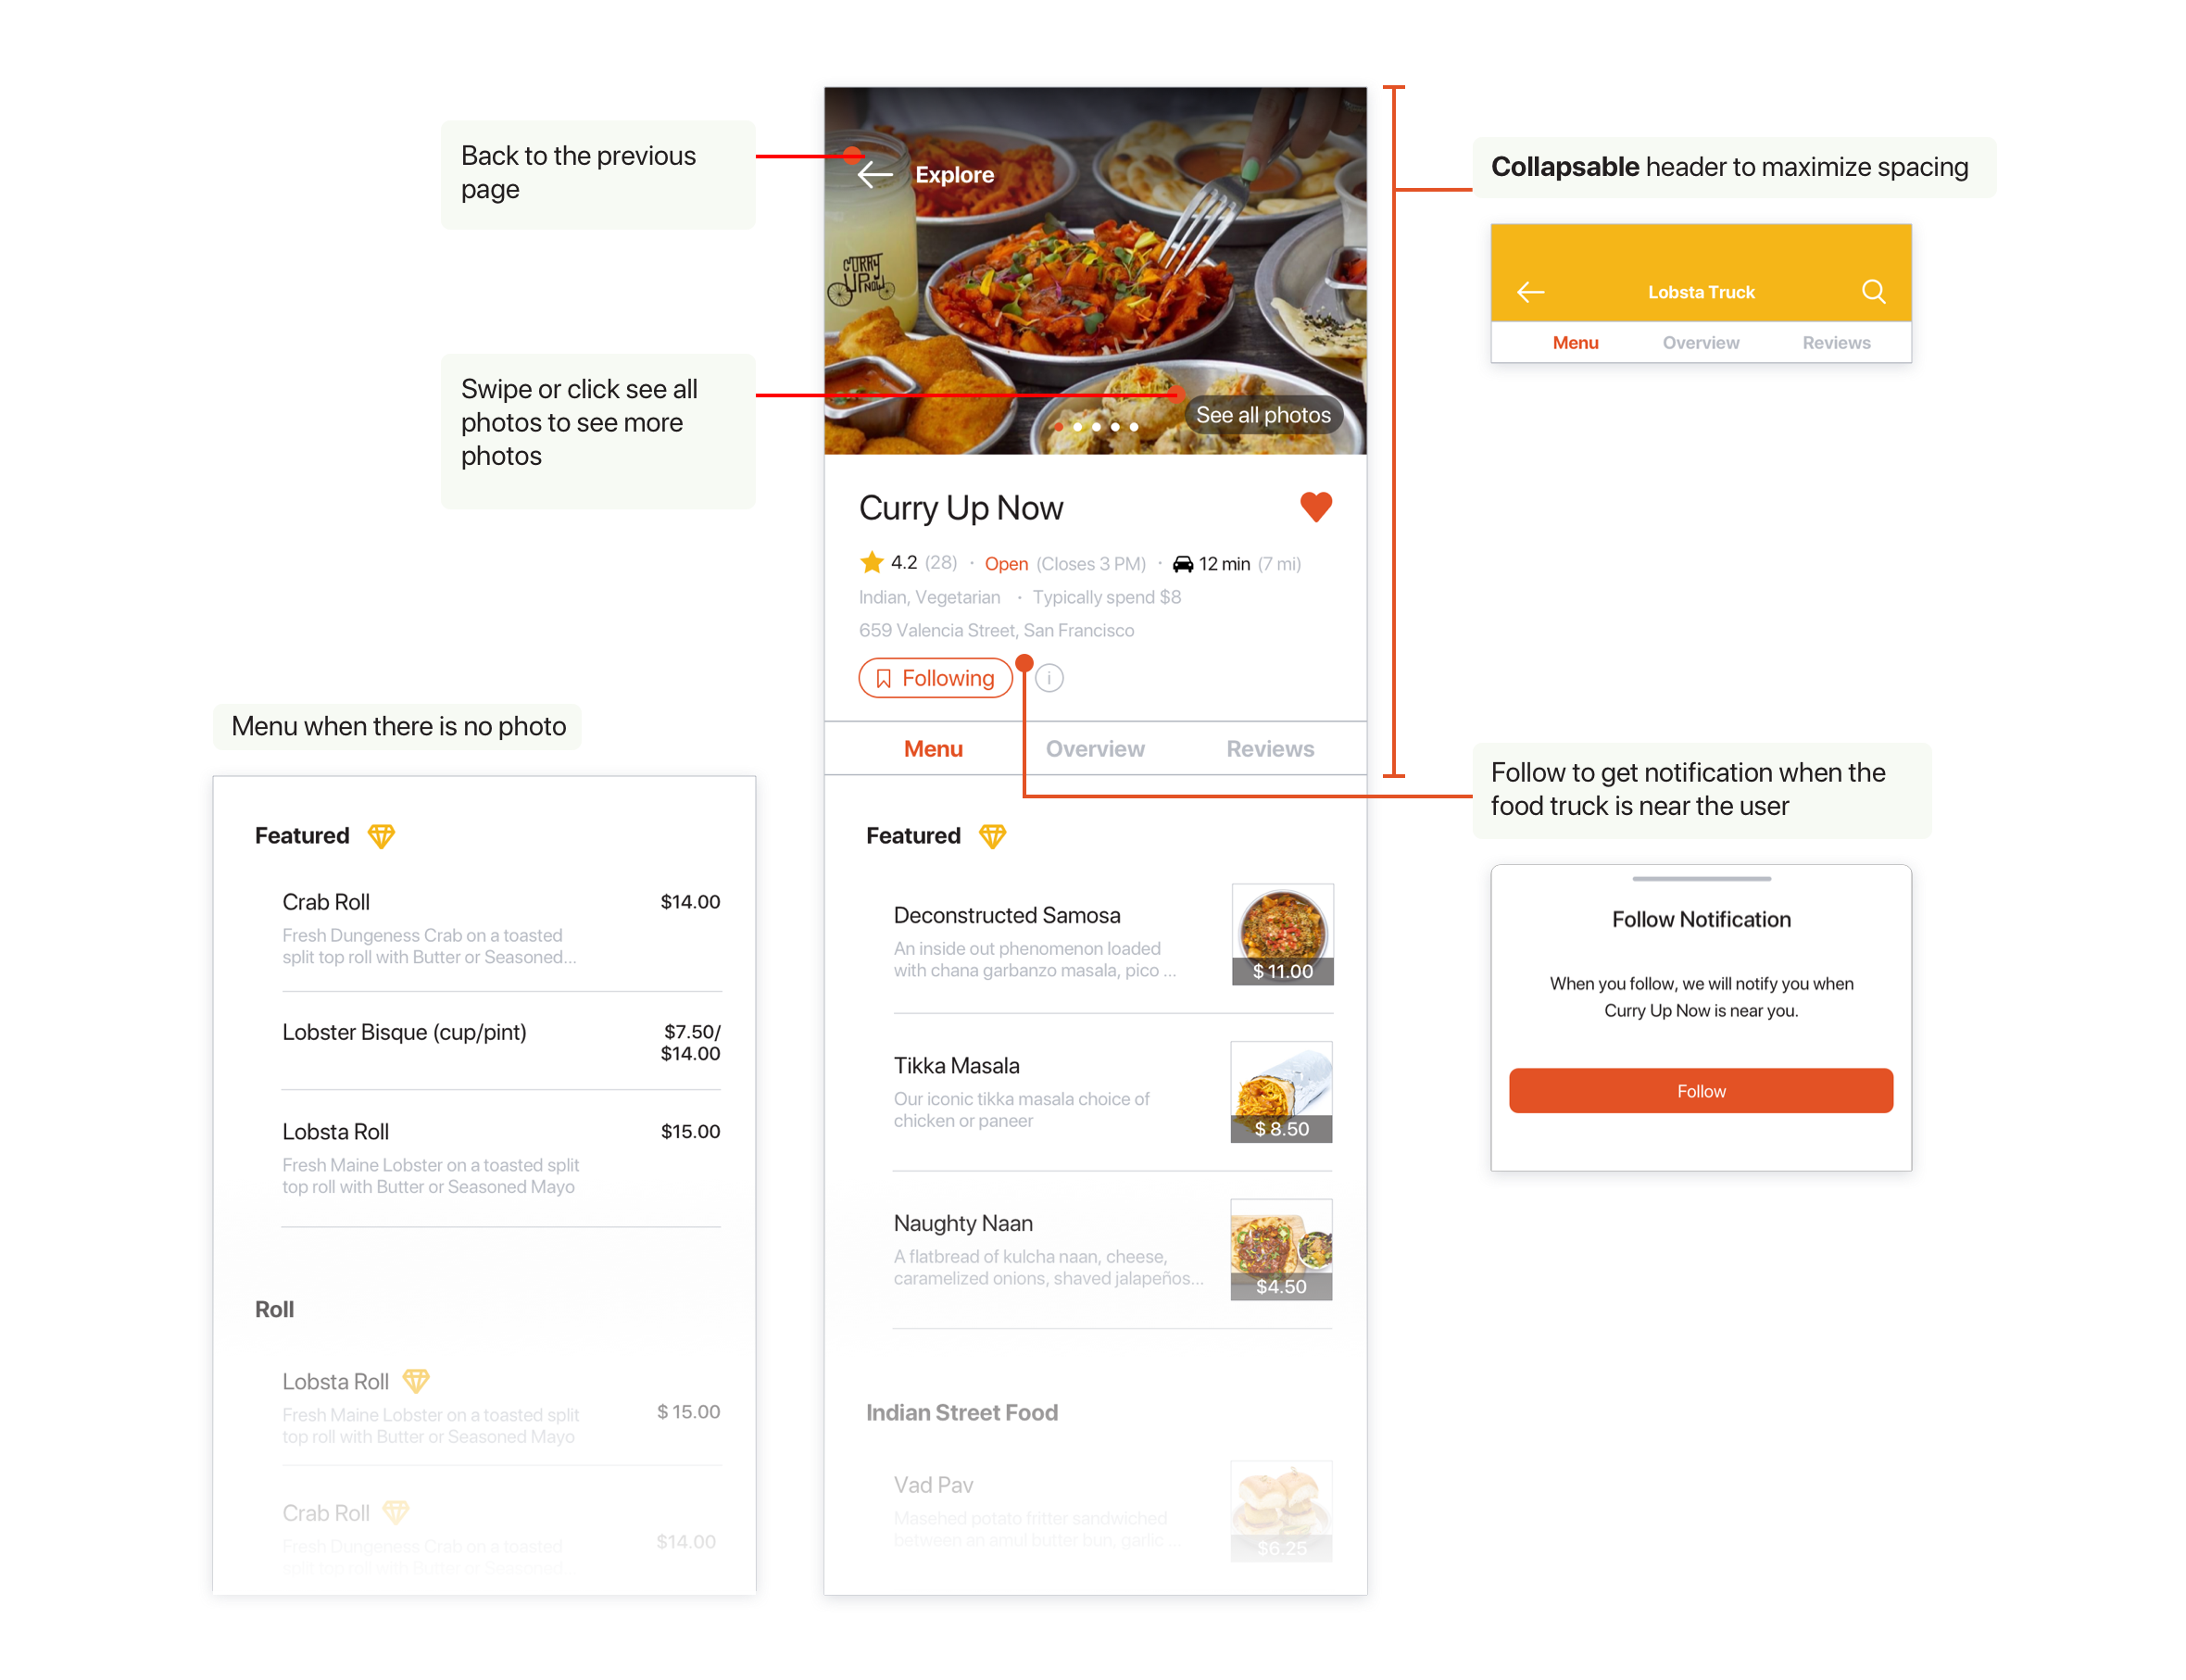 Back to the previous
page
Swipe or click see all
photos to see more
photos
Menu when there is no photo
Featured
Crab Roll
$14.00
Fresh Dungeness Crab on a toasted
split top roll with Butter or Seasoned...
Lobster Bisque (cup/pint)
$7.50/
$14.00
Lobsta Roll
$15.00
Fresh Maine Lobster on a toasted split
top roll with Butter or Seasoned Mayo
Roll
Lobsta Roll
Fresh Maine Lobster on a toasted split
top roll with Butter or Seasoned Mayo
$ 15.00
Crab Roll
Fresh Dungeness Crab on a toasted
split top roll with Butter or Seasoned...
$14.00
Explore
CURRY
UP
NOW
See all photos
Curry Up Now
4.2 (28) · Open (Closes 3 PM) · 12 min (7 mi)
Indian, Vegetarian · Typically spend $8
659 Valencia Street, San Francisco
Following
i
Menu Overview Reviews
Featured
Deconstructed Samosa
An inside out phenomenon loaded
with chana garbanzo masala, pico ...
$ 11.00
Tikka Masala
Our iconic tikka masala choice of
chicken or paneer
$ 8.50
Naughty Naan
A flatbread of kulcha naan, cheese,
caramelized onions, shaved jalapeños...
$4.50
Indian Street Food
Vad Pav
Masehed potato fritter sandwiched
between an amul butter bun, garlic ...
$6.25
Collapsable header to maximize spacing
Lobsta Truck
Menu Overview Reviews
Follow to get notification when the
food truck is near the user
Follow Notification
When you follow, we will notify you when
Curry Up Now is near you.
Follow